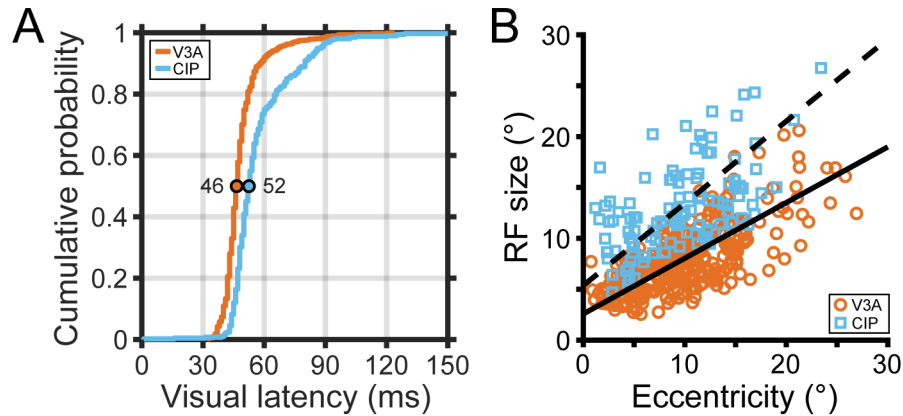 A
V3A
CIP
Cumulative probability
1
0.8
0.6
0.4
0.2
0
46
52
0 30 60 90 120 150
Visual latency (ms)
B
RF size (°)
30
20
10
0
V3A
CIP
0 10 20 30
Eccentricity (°)